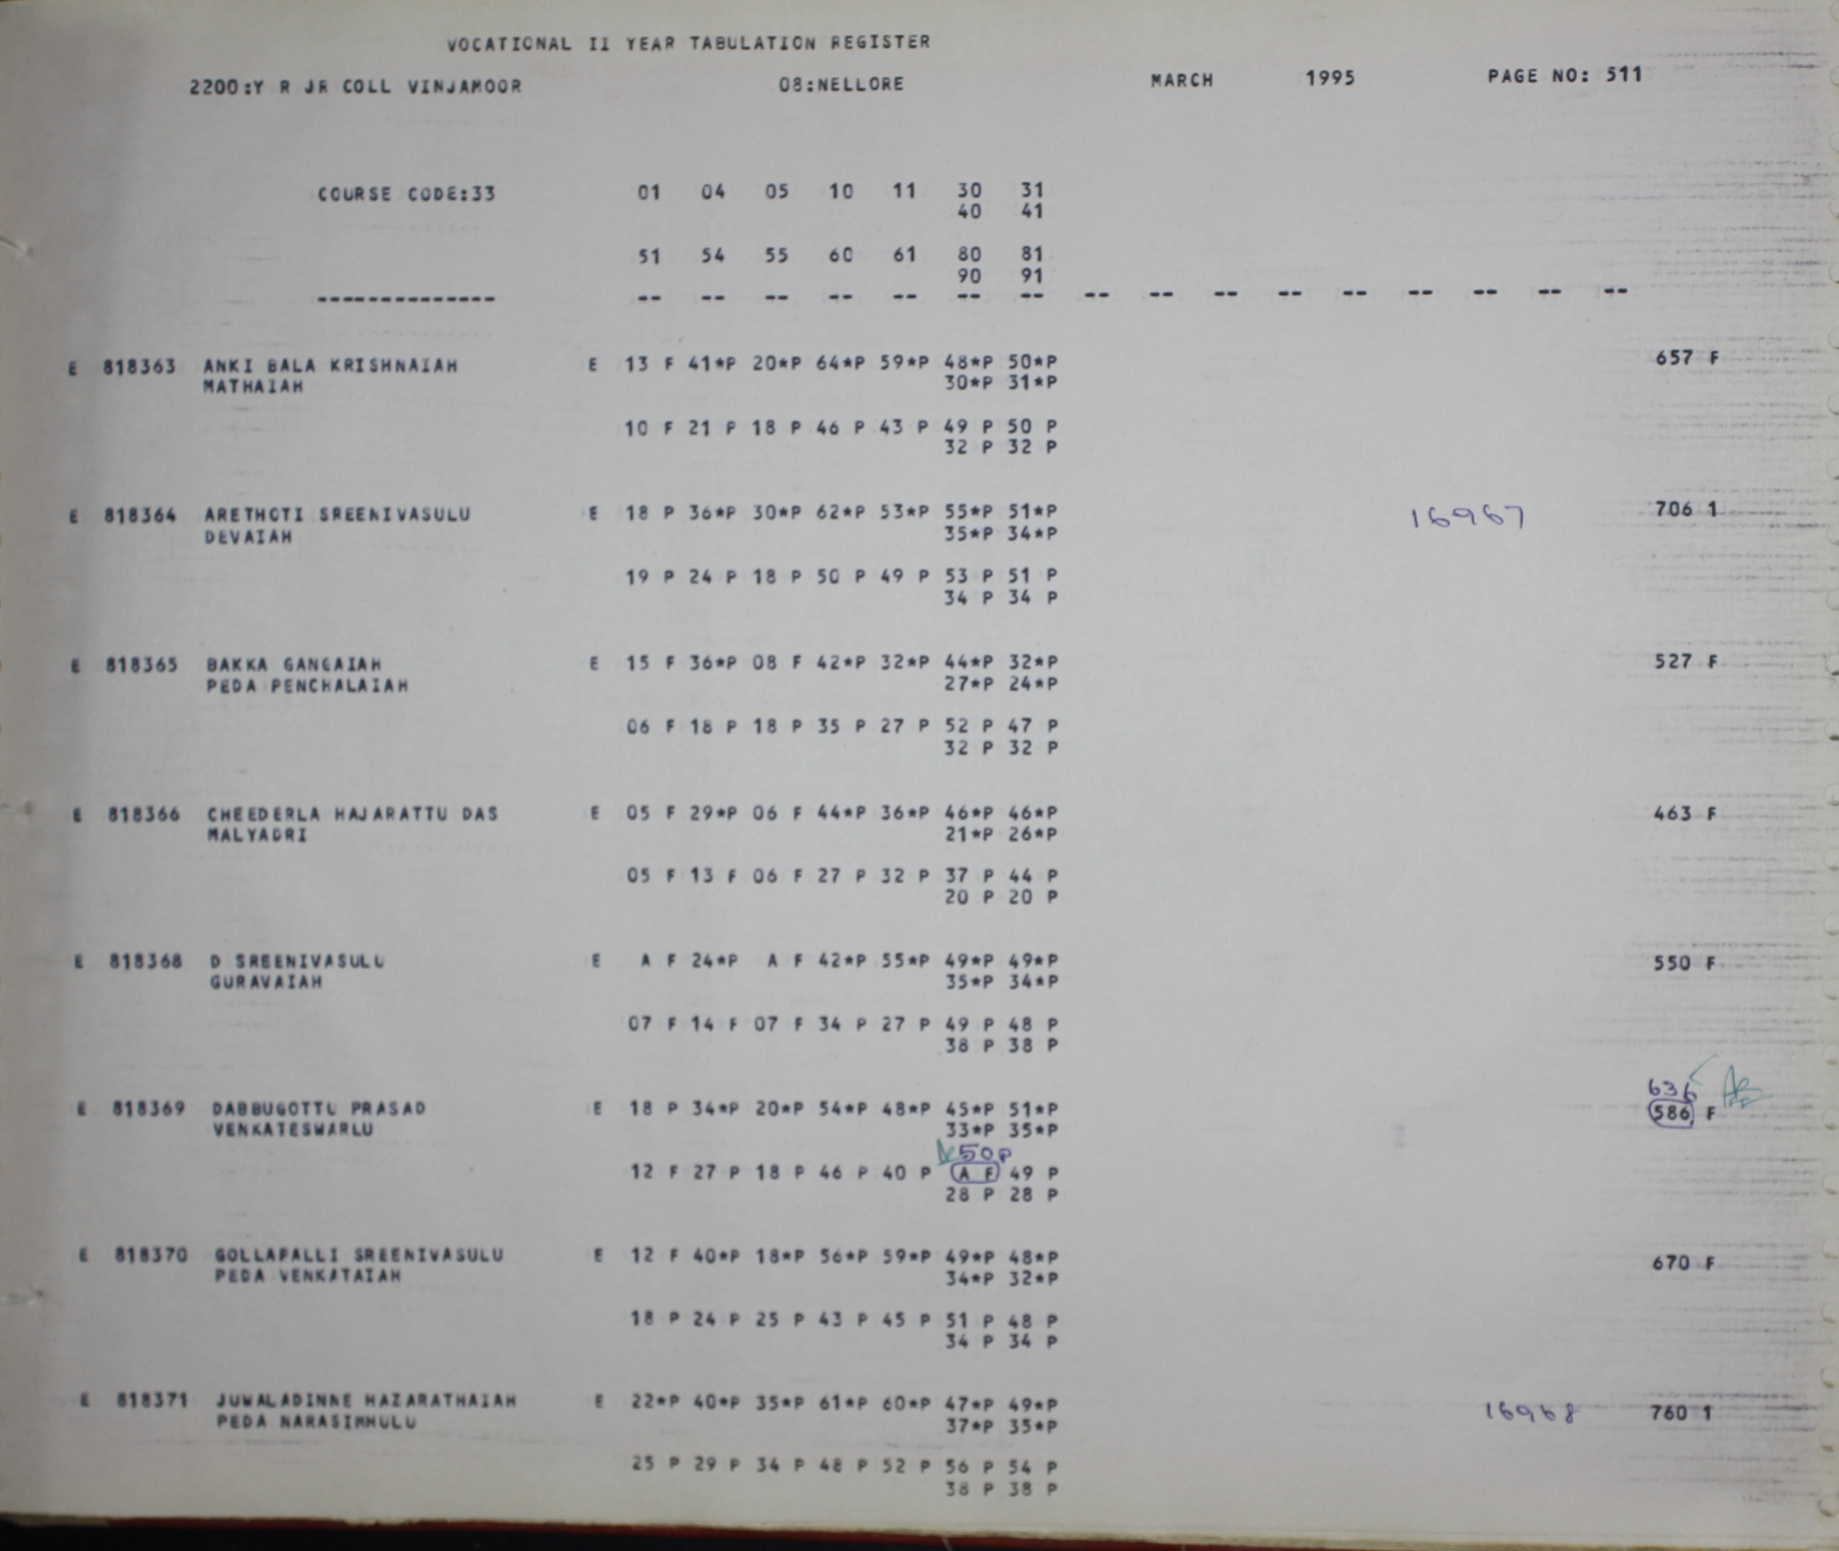 VOCATIONAL II YEAR TABULATION REGISTER
2200:Y R JR COLL VINJAMOOR 08:NELLORE MARCH 1995 PAGE NO: 511
COURSE CODE:33 01 04 05 10 11 30 31
40 41
51 54 55 60 61 80 81
90 91
-------------- -- -- -- -- -- -- -- -- -- -- -- -- -- -- -- --
E 818363 ANKI BALA KRISHNAIAH E 13 F 41*P 20*P 64*P 59*P 48*P 50*P 657 F
MATHAIAH 30*P 31*P
10 F 21 P 18 P 46 P 43 P 49 P 50 P
32 P 32 P
E 818364 ARETHOTI SREENIVASULU E 18 P 36*P 30*P 62*P 53*P 55*P 51*P 16967 706 1
DEVAIAH 35*P 34*P
19 P 24 P 18 P 50 P 49 P 53 P 51 P
34 P 34 P
E 818365 BAKKA GANGAIAH E 15 F 36*P 08 F 42*P 32*P 44*P 32*P 527 F
PEDA PENCHALAIAH 27*P 24*P
06 F 18 P 18 P 35 P 27 P 52 P 47 P
32 P 32 P
E 818366 CHEEDERLA HAJARATTU DAS E 05 F 29*P 06 F 44*P 36*P 46*P 46*P 463 F
MALYADRI 21*P 26*P
05 F 13 F 06 F 27 P 32 P 37 P 44 P
20 P 20 P
E 818368 D SREENIVASULU E A F 24*P A F 42*P 55*P 49*P 49*P 550 F
GURAVAIAH 35*P 34*P
07 F 14 F 07 F 34 P 27 P 49 P 48 P
38 P 38 P
636
E 818369 DABBUGOTTU PRASAD E 18 P 34*P 20*P 54*P 48*P 45*P 51*P 586 F
VENKATESWARLU 33*P 35*P
50P
12 F 27 P 18 P 46 P 40 P A F 49 P
28 P 28 P
E 818370 GOLLAPALLI SREENIVASULU E 12 F 40*P 18*P 56*P 59*P 49*P 48*P 670 F
PEDA VENKATAIAH 34*P 32*P
18 P 24 P 25 P 43 P 45 P 51 P 48 P
34 P 34 P
E 818371 JUWALADINNE HAZARATHAIAH E 22*P 40*P 35*P 61*P 60*P 47*P 49*P 16968 760 1
PEDA NARASIMHULU 37*P 35*P
25 P 29 P 34 P 48 P 52 P 56 P 54 P
38 P 38 P